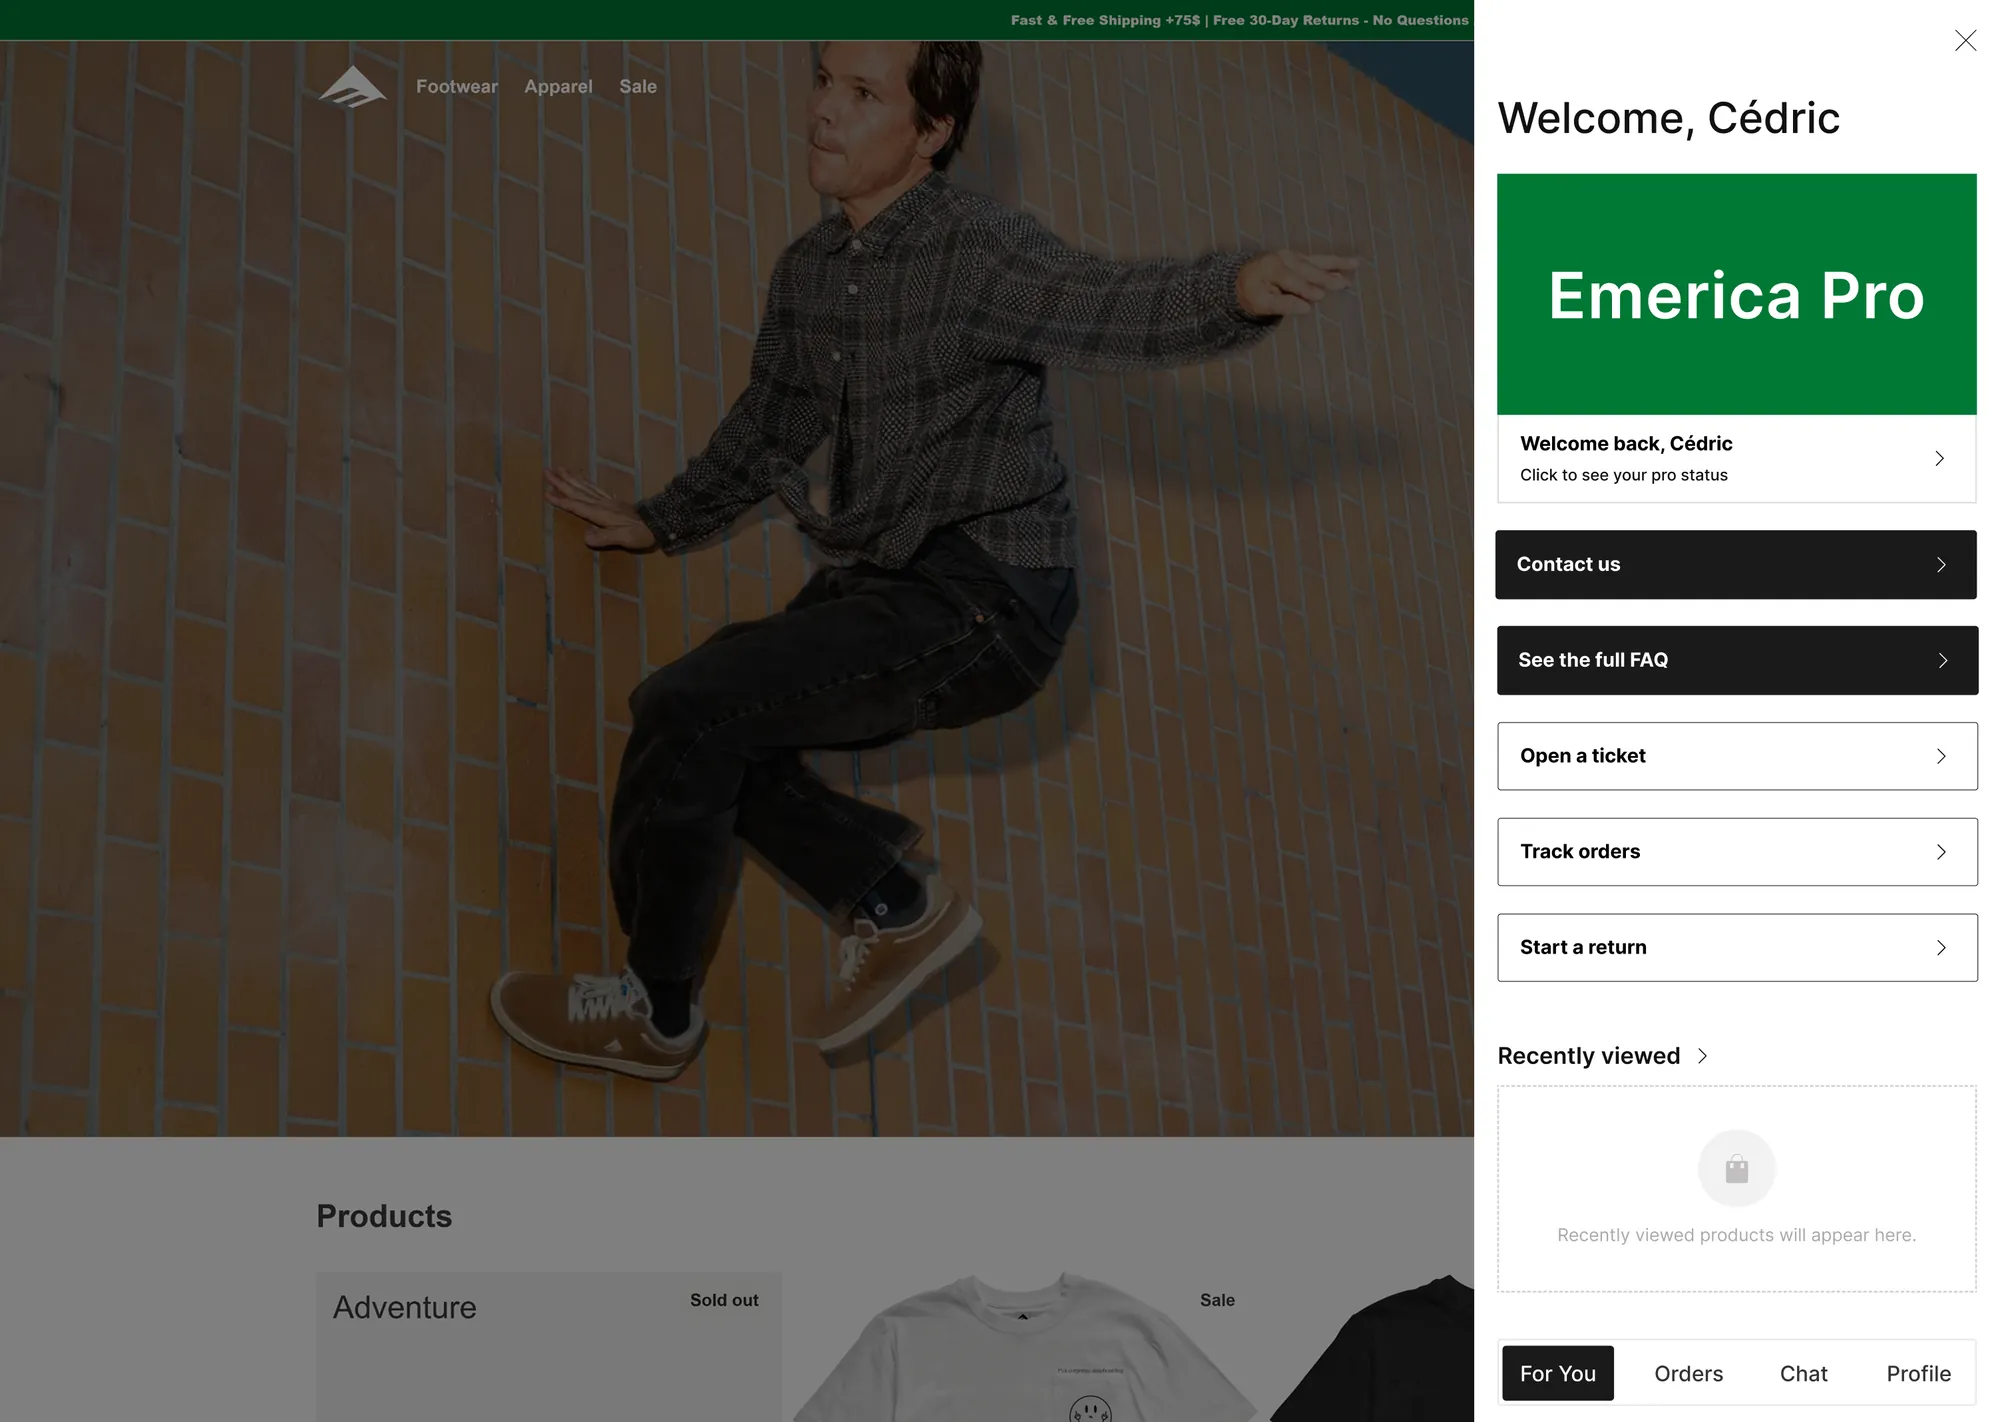 Fast & Free Shipping +75$ | Free 30-Day Returns - No Questions
Footwear Apparel Sale
Products
Adventure
Sold out
Sale
Welcome, Cédric
Emerica Pro
Welcome back, Cédric
Click to see your pro status
Contact us
See the full FAQ
Open a ticket
Track orders
Start a return
Recently viewed
Recently viewed products will appear here.
For You Orders Chat Profile